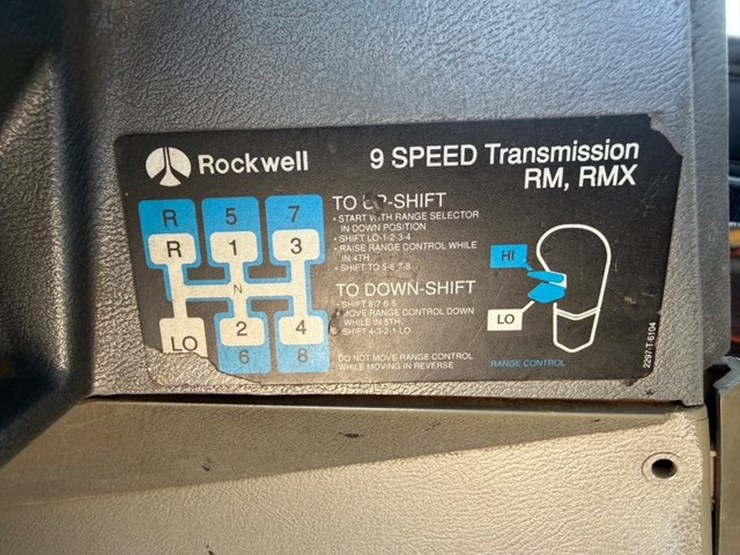 Rockwell
9 SPEED Transmission
RM, RMX
R 5 7
R 1 3
N
LO 2 4
6 8
TO UP-SHIFT
• START WITH RANGE SELECTOR
IN DOWN POSITION
• SHIFT LO-1-2-3-4
• RAISE RANGE CONTROL WHILE
IN 4TH
• SHIFT TO 5-6-7-8
TO DOWN-SHIFT
• SHIFT 8-7-6-5
MOVE RANGE CONTROL DOWN
WHILE IN 5TH
SHIFT 4-3-2-1-LO
DO NOT MOVE RANGE CONTROL
WHILE MOVING IN REVERSE
HI
LO
RANGE CONTROL
2297-T-6104